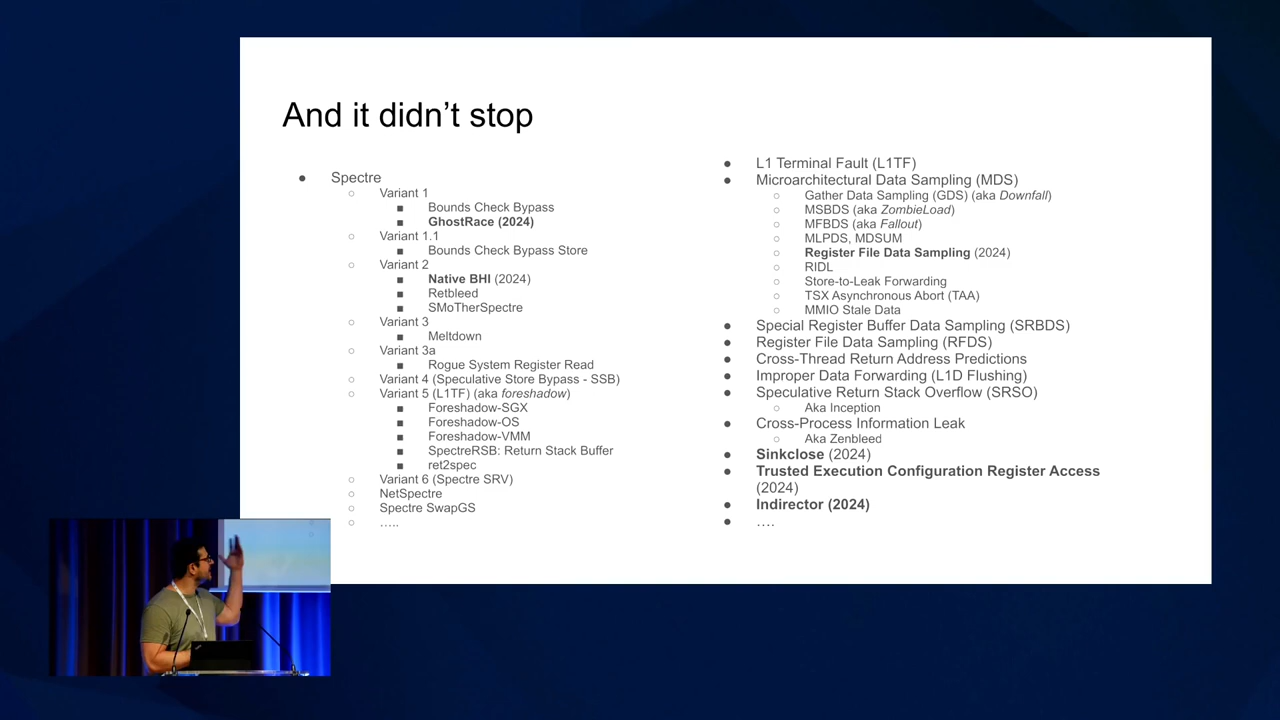 And it didn't stop
● Spectre
○ Variant 1
■ Bounds Check Bypass
■ GhostRace (2024)
○ Variant 1.1
■ Bounds Check Bypass Store
○ Variant 2
■ Native BHI (2024)
■ Retbleed
■ SMoTherSpectre
○ Variant 3
■ Meltdown
○ Variant 3a
■ Rogue System Register Read
○ Variant 4 (Speculative Store Bypass - SSB)
○ Variant 5 (L1TF) (aka foreshadow)
■ Foreshadow-SGX
■ Foreshadow-OS
■ Foreshadow-VMM
■ SpectreRSB: Return Stack Buffer
■ ret2spec
○ Variant 6 (Spectre SRV)
○ NetSpectre
○ Spectre SwapGS
○ …..
● L1 Terminal Fault (L1TF)
● Microarchitectural Data Sampling (MDS)
○ Gather Data Sampling (GDS) (aka Downfall)
○ MSBDS (aka ZombieLoad)
○ MFBDS (aka Fallout)
○ MLPDS, MDSUM
○ Register File Data Sampling (2024)
○ RIDL
○ Store-to-Leak Forwarding
○ TSX Asynchronous Abort (TAA)
○ MMIO Stale Data
● Special Register Buffer Data Sampling (SRBDS)
● Register File Data Sampling (RFDS)
● Cross-Thread Return Address Predictions
● Improper Data Forwarding (L1D Flushing)
● Speculative Return Stack Overflow (SRSO)
○ Aka Inception
● Cross-Process Information Leak
○ Aka Zenbleed
● Sinkclose (2024)
● Trusted Execution Configuration Register Access
(2024)
● Indirector (2024)
● ….